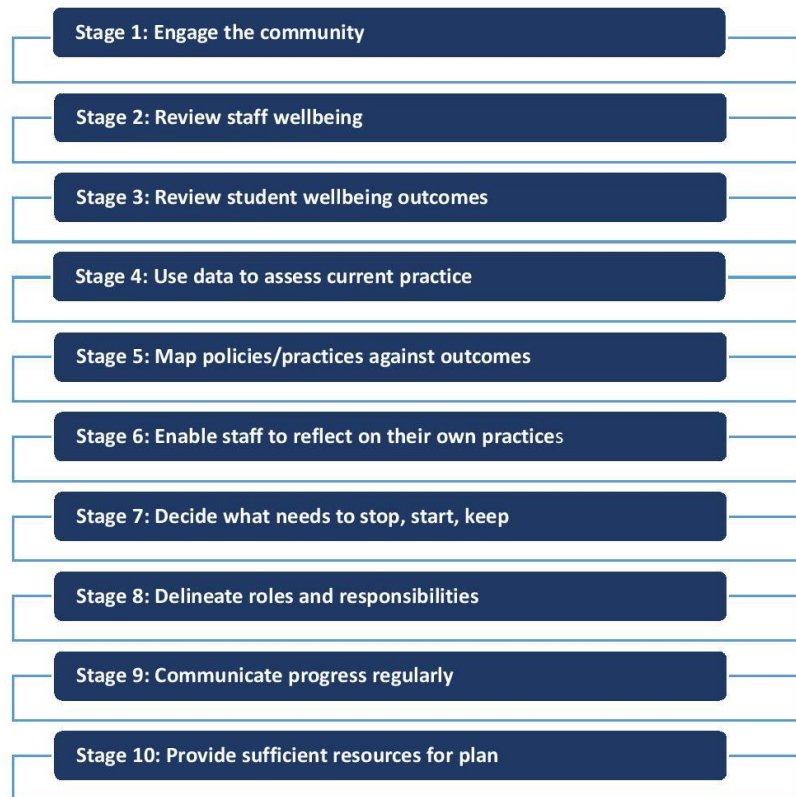 Stage 1: Engage the community
Stage 2: Review staff wellbeing
Stage 3: Review student wellbeing outcomes
Stage 4: Use data to assess current practice
Stage 5: Map policies/practices against outcomes
Stage 6: Enable staff to reflect on their own practices
Stage 7: Decide what needs to stop, start, keep
Stage 8: Delineate roles and responsibilities
Stage 9: Communicate progress regularly
Stage 10: Provide sufficient resources for plan